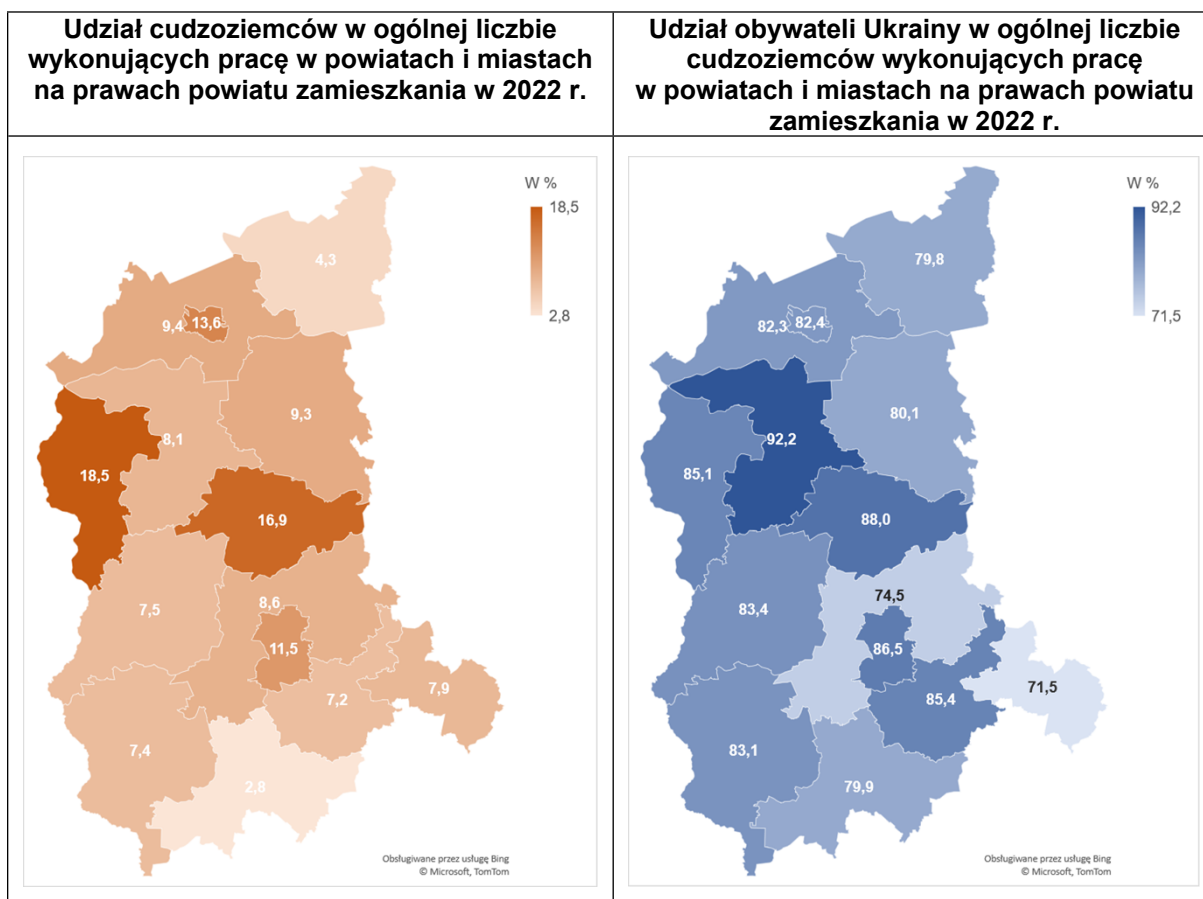 Udział cudzoziemców w ogólnej liczbie
wykonujących pracę w powiatach i miastach
na prawach powiatu zamieszkania w 2022 r.
Udział obywateli Ukrainy w ogólnej liczbie
cudzoziemców wykonujących pracę
w powiatach i miastach na prawach powiatu
zamieszkania w 2022 r.
W %
18,5
2,8
4,3
9,4 13,6
9,3
8,1
18,5
16,9
7,5
8,6
11,5
7,9
7,2
7,4
2,8
Obsługiwane przez usługę Bing
© Microsoft, TomTom
W %
92,2
71,5
79,8
82,3 82,4
80,1
92,2
85,1
88,0
83,4
74,5
86,5
71,5
85,4
83,1
79,9
Obsługiwane przez usługę Bing
© Microsoft, TomTom